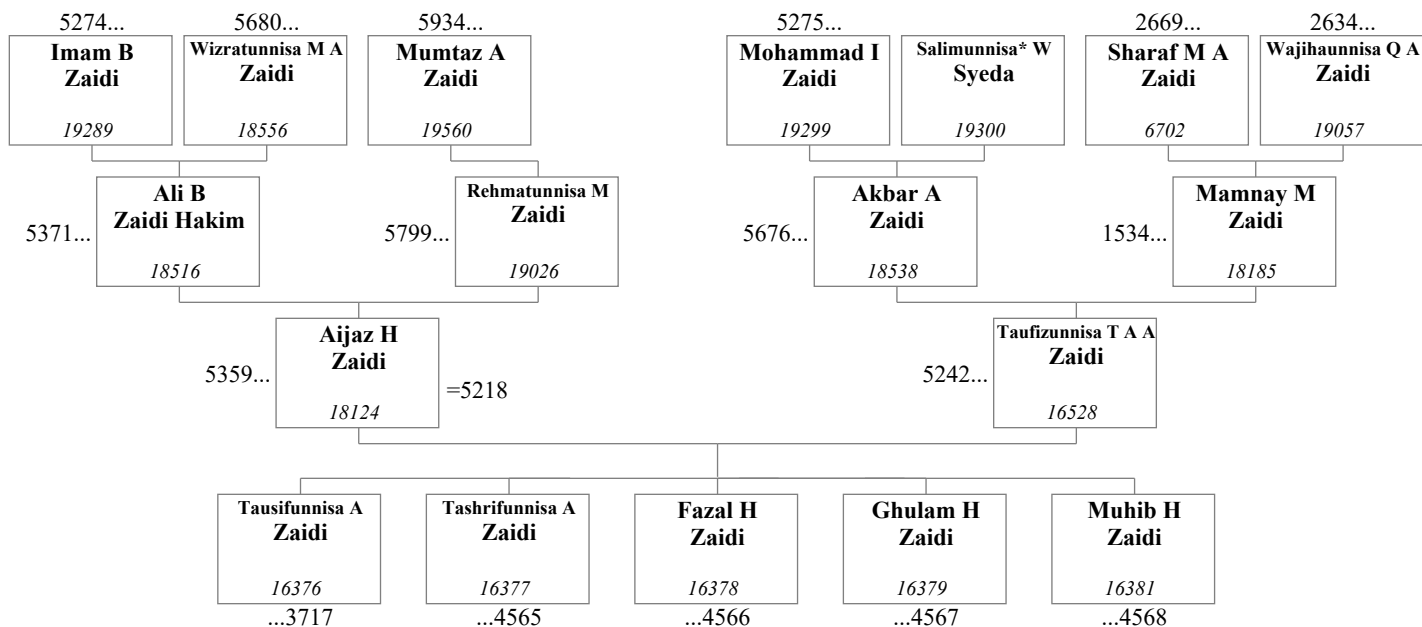 5274... 5680... 5934... 5275... 2669... 2634...
Imam B Wizratunnisa M A Mumtaz A Mohammad I Salimunnisa* W Sharaf M A Wajihaunnisa Q A
Zaidi Zaidi Zaidi Zaidi Syeda Zaidi Zaidi
19289 18556 19560 19299 19300 6702 19057
Ali B Rehmatunnisa M Akbar A Mamnay M
Zaidi Hakim Zaidi Zaidi Zaidi
5371... 5799... 5676... 1534...
18516 19026 18538 18185
Aijaz H Taufizunnisa T A A
Zaidi Zaidi
5359... =5218 5242...
18124 16528
Tausifunnisa A Tashrifunnisa A Fazal H Ghulam H Muhib H
Zaidi Zaidi Zaidi Zaidi Zaidi
16376 16377 16378 16379 16381
...3717 ...4565 ...4566 ...4567 ...4568